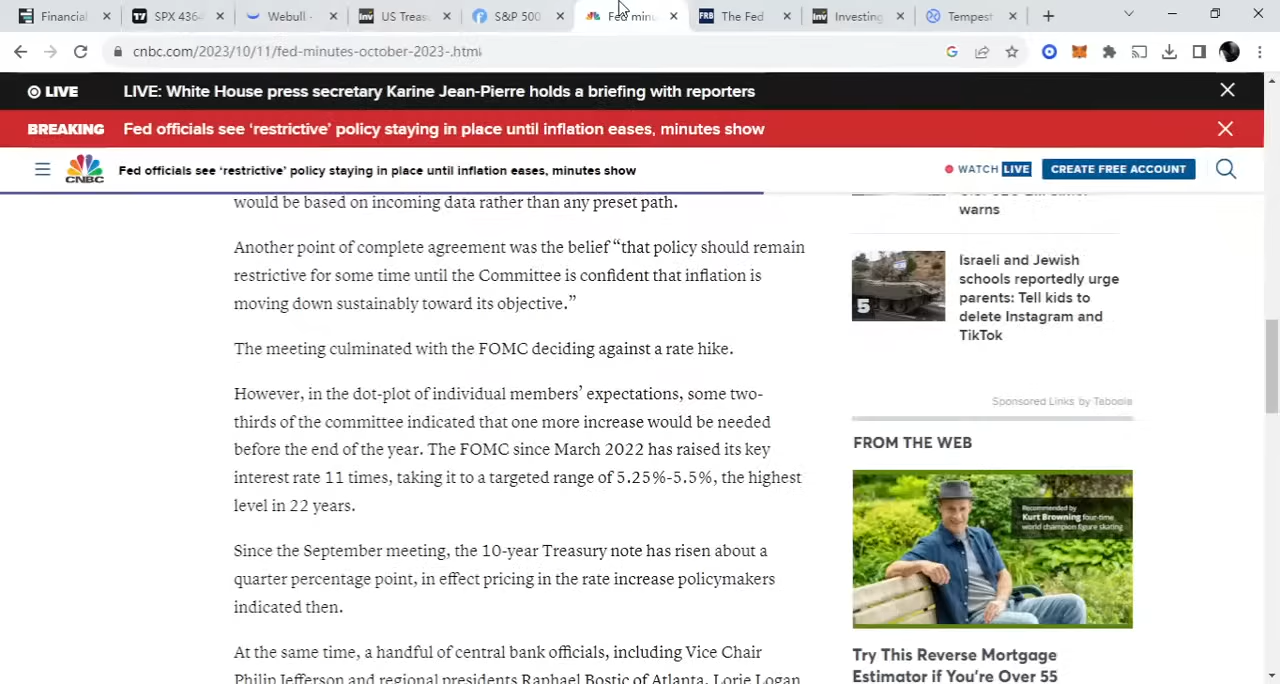 Financial
SPX 4364
Webull -
US Treasu
S&P 500
Fed minu
The Fed
Investing
Tempest
cnbc.com/2023/10/11/fed-minutes-october-2023-.html
LIVE
LIVE: White House press secretary Karine Jean-Pierre holds a briefing with reporters
BREAKING
Fed officials see ‘restrictive’ policy staying in place until inflation eases, minutes show
CNBC
Fed officials see ‘restrictive’ policy staying in place until inflation eases, minutes show
WATCH LIVE
CREATE FREE ACCOUNT
would be based on incoming data rather than any preset path.
Another point of complete agreement was the belief “that policy should remain
restrictive for some time until the Committee is confident that inflation is
moving down sustainably toward its objective.”
The meeting culminated with the FOMC deciding against a rate hike.
However, in the dot-plot of individual members’ expectations, some two-
thirds of the committee indicated that one more increase would be needed
before the end of the year. The FOMC since March 2022 has raised its key
interest rate 11 times, taking it to a targeted range of 5.25%-5.5%, the highest
level in 22 years.
Since the September meeting, the 10-year Treasury note has risen about a
quarter percentage point, in effect pricing in the rate increase policymakers
indicated then.
At the same time, a handful of central bank officials, including Vice Chair
Philip Jefferson and regional presidents Raphael Bostic of Atlanta, Lorie Logan
warns
5
Israeli and Jewish
schools reportedly urge
parents: Tell kids to
delete Instagram and
TikTok
Sponsored Links by Taboola
FROM THE WEB
Recommended by
Kurt Browning four-time
world champion figure skating
Try This Reverse Mortgage
Estimator if You're Over 55